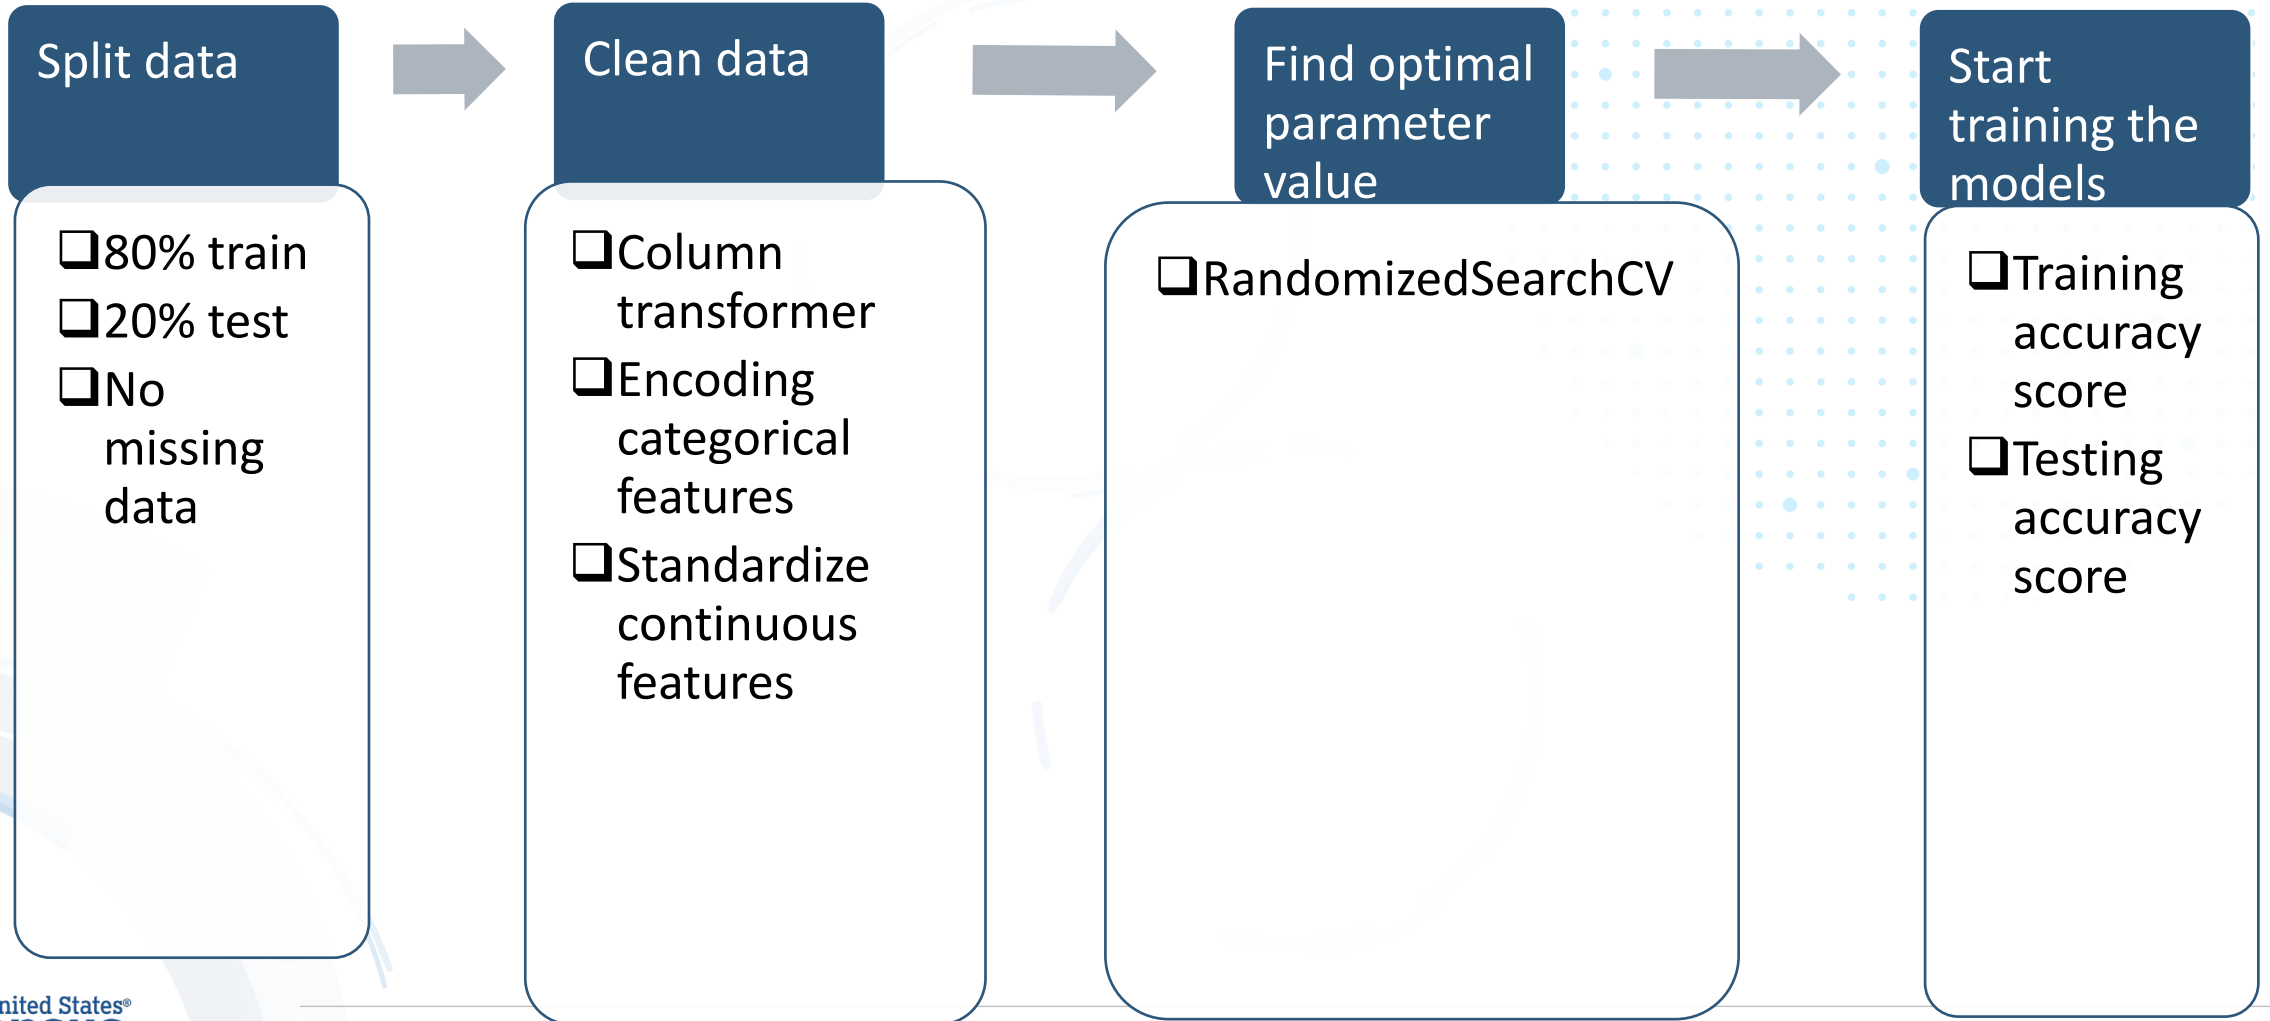 Split data
80% train
20% test
No
missing
data
Clean data
Column
transformer
Encoding
categorical
features
Standardize
continuous
features
Find optimal
parameter
value
RandomizedSearchCV
Start
training the
models
Training
accuracy
score
Testing
accuracy
score
nited States®